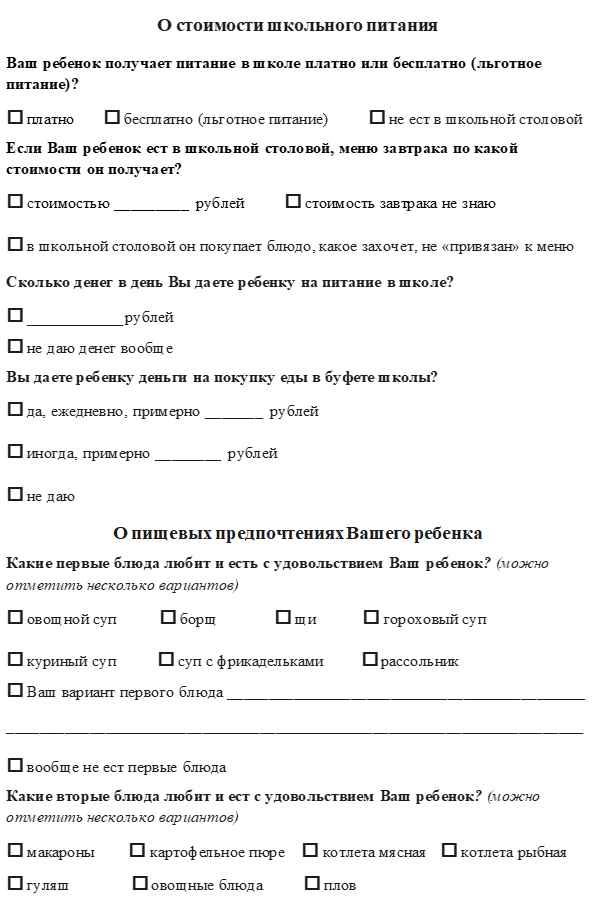 О стоимости школьного питания
Ваш ребенок получает питание в школе платно или бесплатно (льготное
питание)?
☐ платно ☐ бесплатно (льготное питание) ☐ не ест в школьной столовой
Если Ваш ребенок ест в школьной столовой, меню завтрака по какой
стоимости он получает?
☐ стоимостью _________ рублей ☐ стоимость завтрака не знаю
☐ в школьной столовой он покупает блюдо, какое захочет, не «привязан» к меню
Сколько денег в день Вы даете ребенку на питание в школе?
☐ ____________рублей
☐ не даю денег вообще
Вы даете ребенку деньги на покупку еды в буфете школы?
☐ да, ежедневно, примерно _______ рублей
☐ иногда, примерно ________ рублей
☐ не даю
О пищевых предпочтениях Вашего ребенка
Какие первые блюда любит и есть с удовольствием Ваш ребенок? (можно
отметить несколько вариантов)
☐ овощной суп ☐ борщ ☐ щи ☐ гороховый суп
☐ куриный суп ☐ суп с фрикадельками ☐ рассольник
☐ Ваш вариант первого блюда ____________________________________________
_______________________________________________________________________
☐ вообще не ест первые блюда
Какие вторые блюда любит и ест с удовольствием Ваш ребенок? (можно
отметить несколько вариантов)
☐ макароны ☐ картофельное пюре ☐ котлета мясная ☐ котлета рыбная
☐ гуляш ☐ овощные блюда ☐ плов